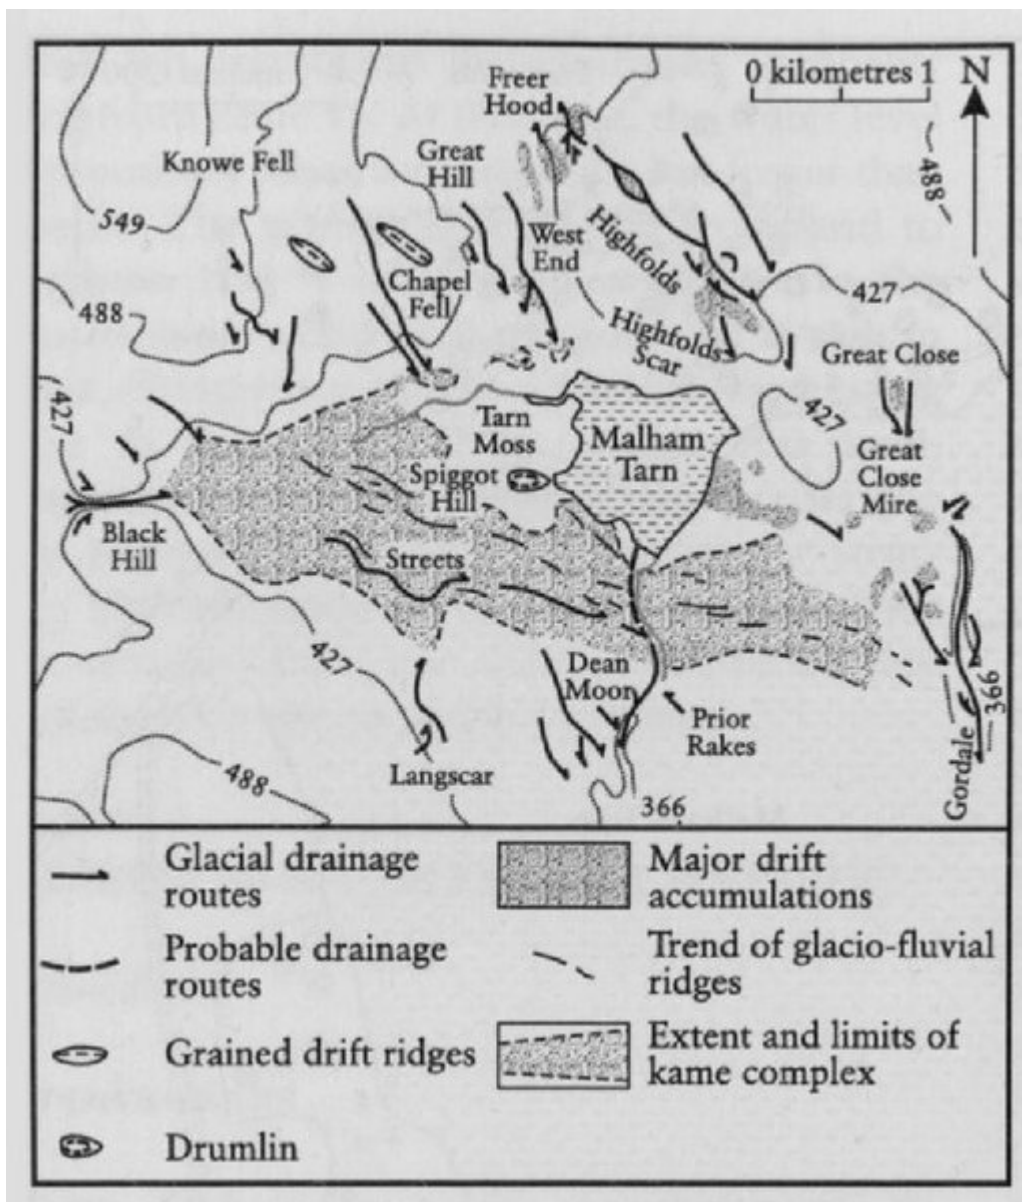 Freer
Hood
0 kilometres 1
N
Knowe Fell
Great
Hill
488
549
West
End
Highfolds
Chapel
Fell
488
427
Highfolds
Scar
Great Close
427
Tarn
Moss
Malham
Tarn
427
Spiggot
Hill
Great
Close
Mire
Black
Hill
Streets
427
Dean
Moon
Prior
Rakes
366
Gordale
488
Langscar
366
Glacial drainage
routes
Major drift
accumulations
Probable drainage
routes
Trend of glacio-fluvial
ridges
Grained drift ridges
Extent and limits of
kame complex
Drumlin